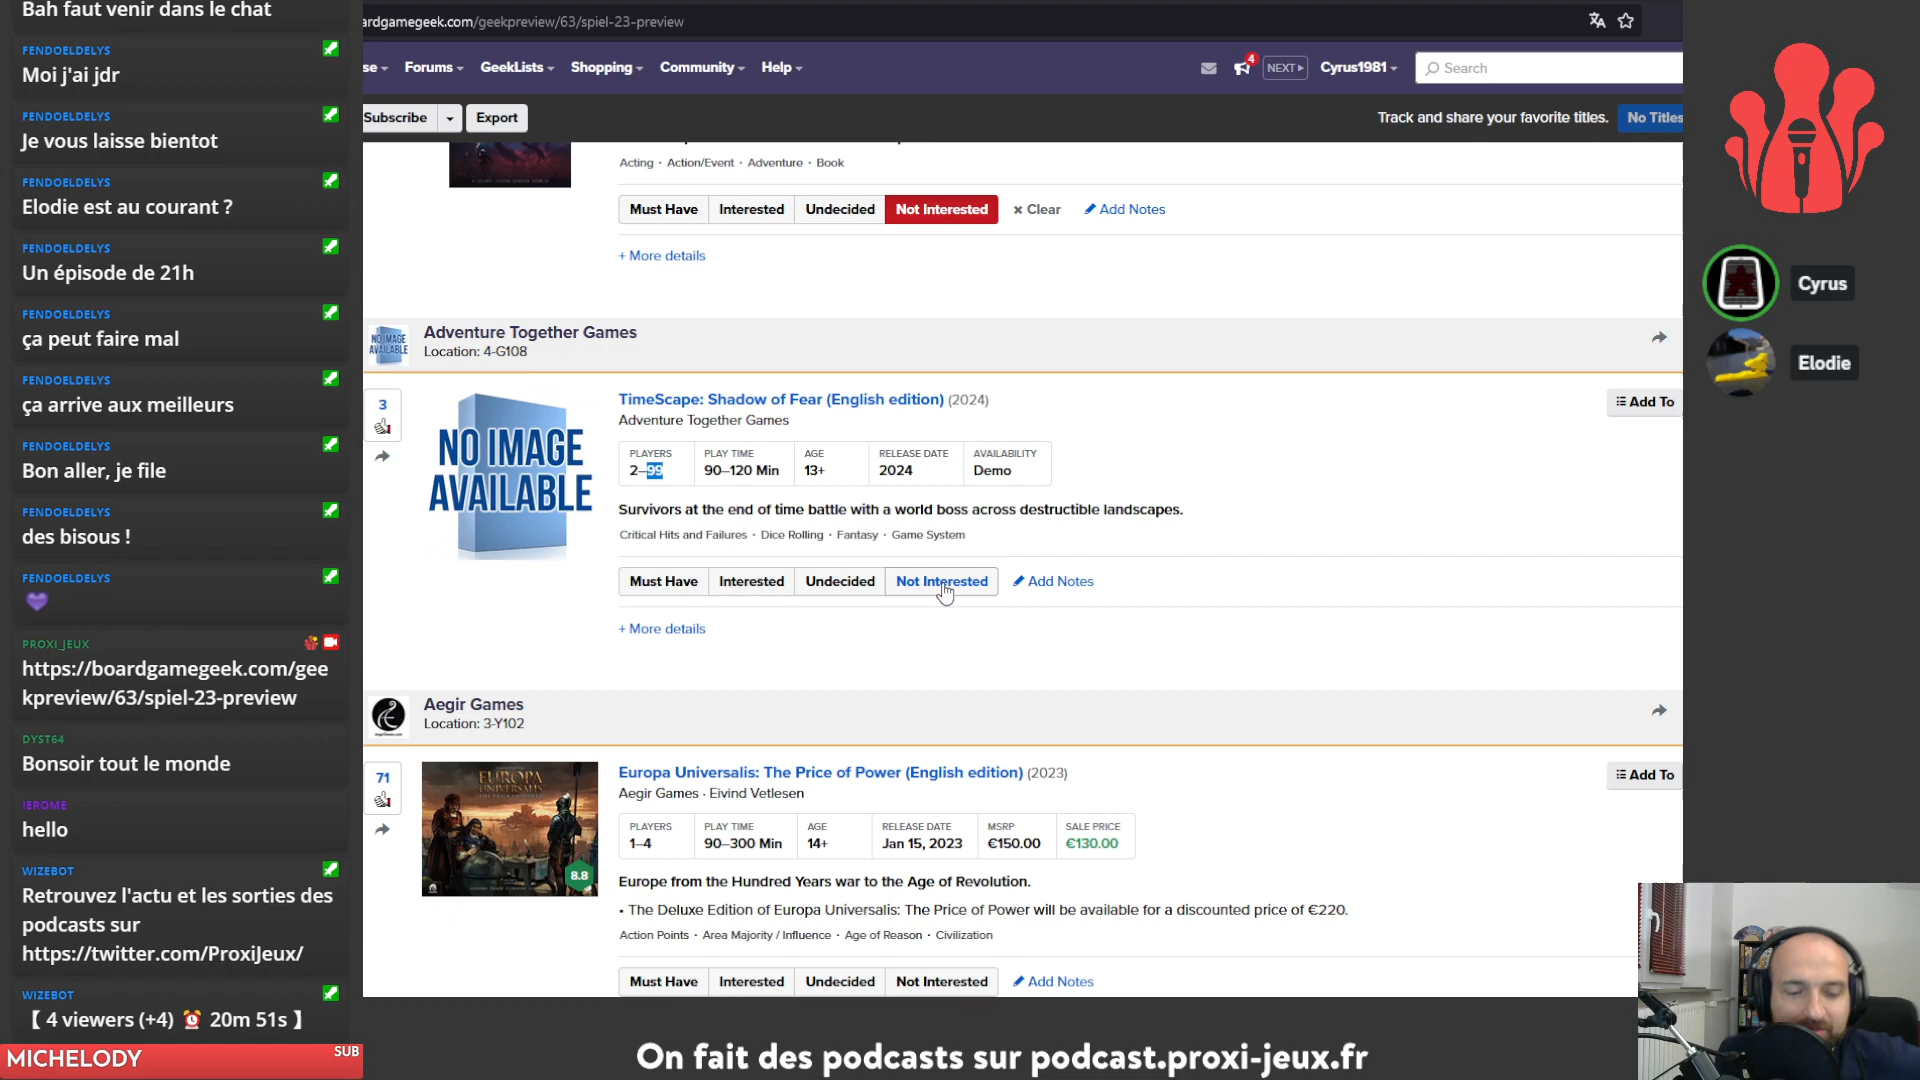 Bah faut venir dans le chat
FENDOELDELYS
Moi j'ai jdr
FENDOELDELYS
Je vous laisse bientot
FENDOELDELYS
Elodie est au courant ?
FENDOELDELYS
Un épisode de 21h
FENDOELDELYS
ça peut faire mal
FENDOELDELYS
ça arrive aux meilleurs
FENDOELDELYS
Bon aller, je file
FENDOELDELYS
des bisous !
FENDOELDELYS
PROXI_JEUX
https://boardgamegeek.com/gee
kpreview/63/spiel-23-preview
DYST64
Bonsoir tout le monde
IEROME
hello
WIZEBOT
Retrouvez l'actu et les sorties des
podcasts sur
https://twitter.com/ProxiJeux/
WIZEBOT
【 4 viewers (+4) ⏰ 20m 51s 】
MICHELODY SUB
ardgamegeek.com/geekpreview/63/spiel-23-preview
se Forums GeekLists Shopping Community Help 4 NEXT Cyrus1981 Search
Subscribe Export Track and share your favorite titles. No Titles
Acting · Action/Event · Adventure · Book
Must Have Interested Undecided Not Interested × Clear Add Notes
+ More details
NO IMAGE AVAILABLE
Adventure Together Games
Location: 4-G108
3
NO IMAGE
AVAILABLE
TimeScape: Shadow of Fear (English edition) (2024)
Add To
Adventure Together Games
PLAYERS PLAY TIME AGE RELEASE DATE AVAILABILITY
2–99 90–120 Min 13+ 2024 Demo
Survivors at the end of time battle with a world boss across destructible landscapes.
Critical Hits and Failures · Dice Rolling · Fantasy · Game System
Must Have Interested Undecided Not Interested Add Notes
+ More details
Aegir Games
Location: 3-Y102
71
EUROPA
UNIVERSALIS
8.8
Europa Universalis: The Price of Power (English edition) (2023)
Add To
Aegir Games · Eivind Vetlesen
PLAYERS PLAY TIME AGE RELEASE DATE MSRP SALE PRICE
1–4 90–300 Min 14+ Jan 15, 2023 €150.00 €130.00
Europe from the Hundred Years war to the Age of Revolution.
• The Deluxe Edition of Europa Universalis: The Price of Power will be available for a discounted price of €220.
Action Points · Area Majority / Influence · Age of Reason · Civilization
Must Have Interested Undecided Not Interested Add Notes
Cyrus
Elodie
On fait des podcasts sur podcast.proxi-jeux.fr